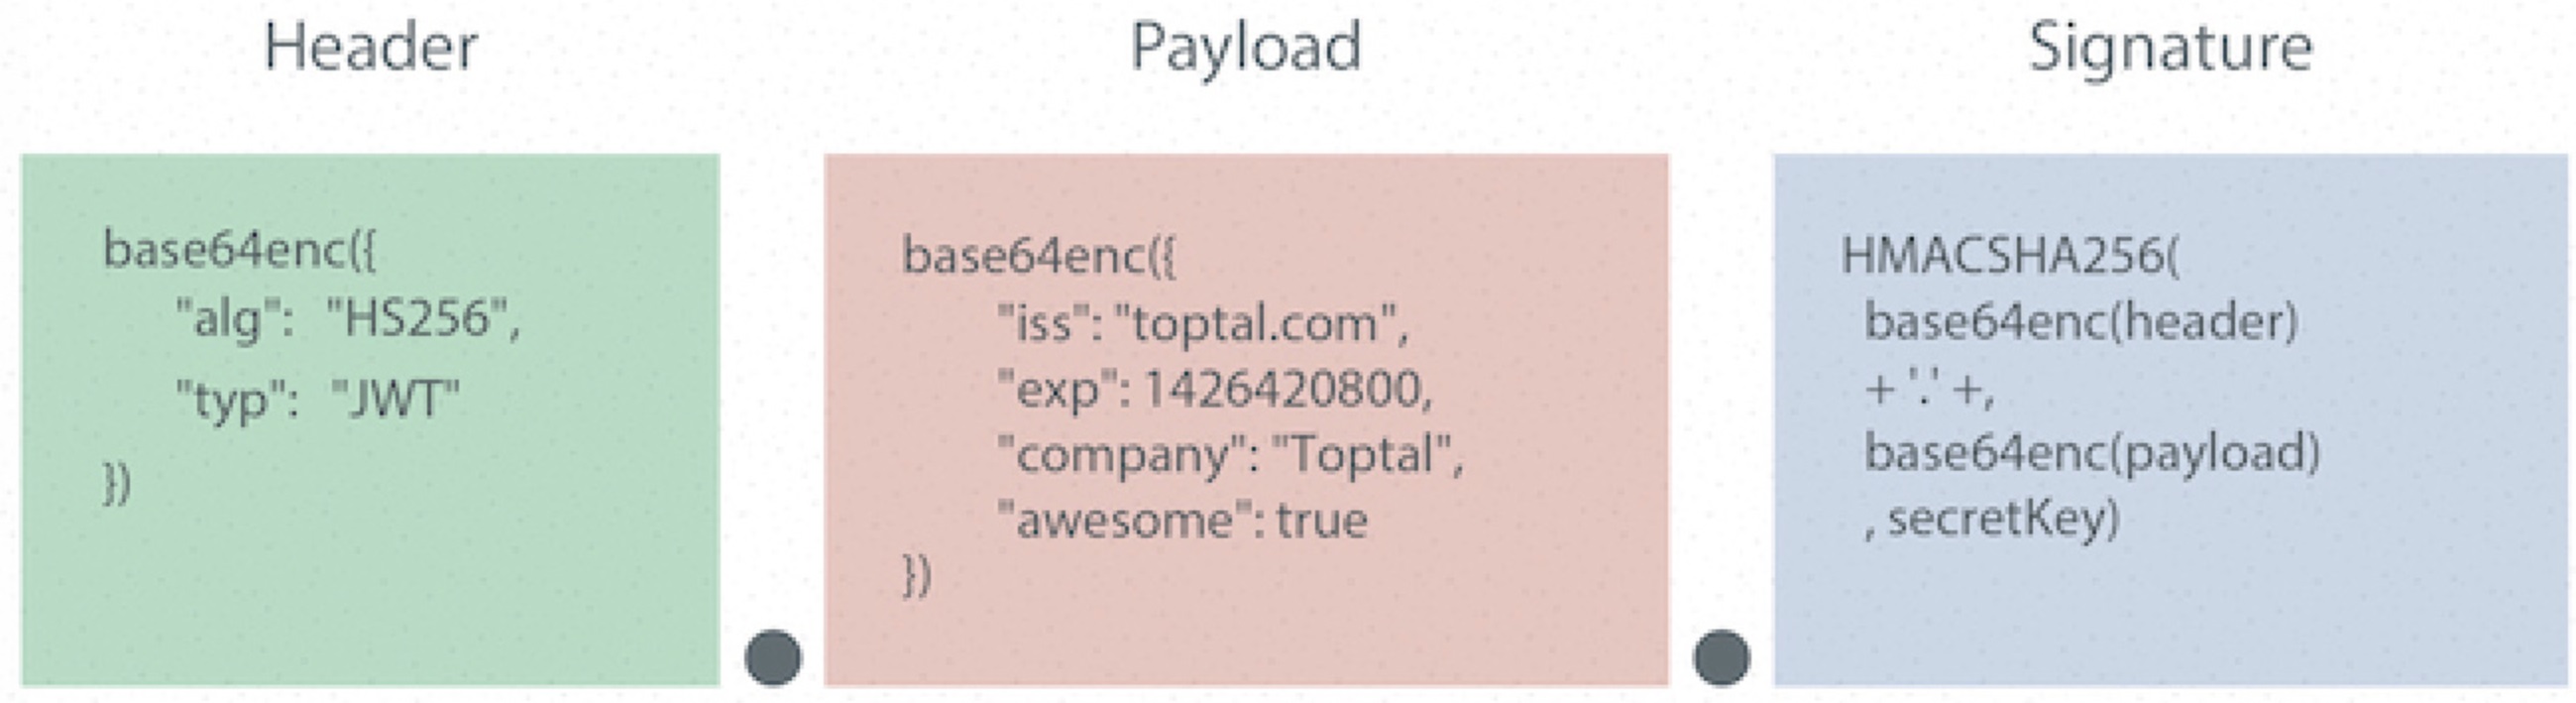 Header
base64enc({
"alg": "HS256",
"typ": "JWT"
})
Payload
base64enc({
"iss": "toptal.com",
"exp": 1426420800,
"company": "Toptal",
"awesome": true
})
Signature
HMACSHA256(
base64enc(header)
+ '.' +,
base64enc(payload)
, secretKey)